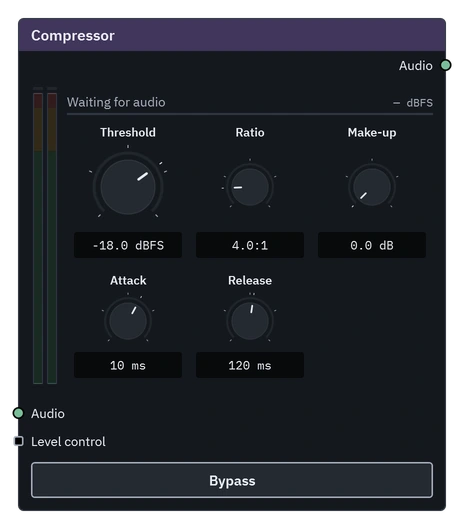 Compressor
Audio
Waiting for audio — dBFS
Threshold Ratio Make-up
-18.0 dBFS 4.0:1 0.0 dB
Attack Release
10 ms 120 ms
Audio
Level control
Bypass